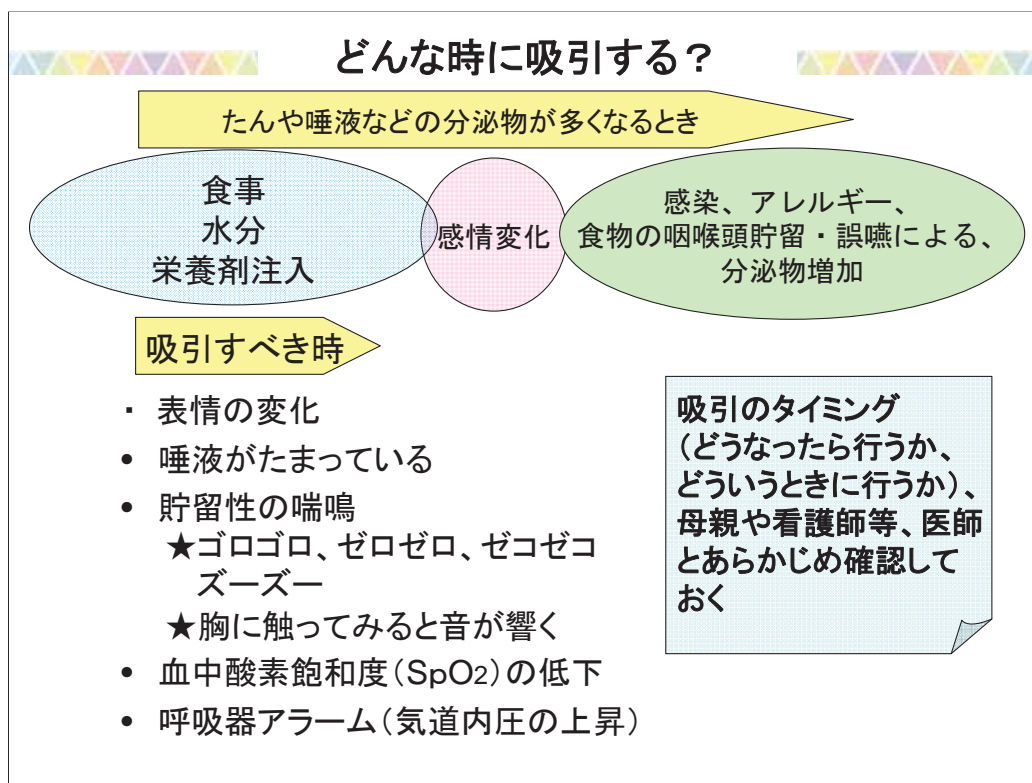 どんな時に吸引する？
たんや唾液などの分泌物が多くなるとき
食事
水分
栄養剤注入
感情変化
感染、アレルギー、
食物の咽喉頭貯留・誤嚥による、
分泌物増加
吸引すべき時
・ 表情の変化
• 唾液がたまっている
• 貯留性の喘鳴
★ゴロゴロ、ゼロゼロ、ゼコゼコ
ズーズー
★胸に触ってみると音が響く
• 血中酸素飽和度（SpO2）の低下
• 呼吸器アラーム（気道内圧の上昇）
吸引のタイミング
（どうなったら行うか、
どういうときに行うか）、
母親や看護師等、医師
とあらかじめ確認して
おく